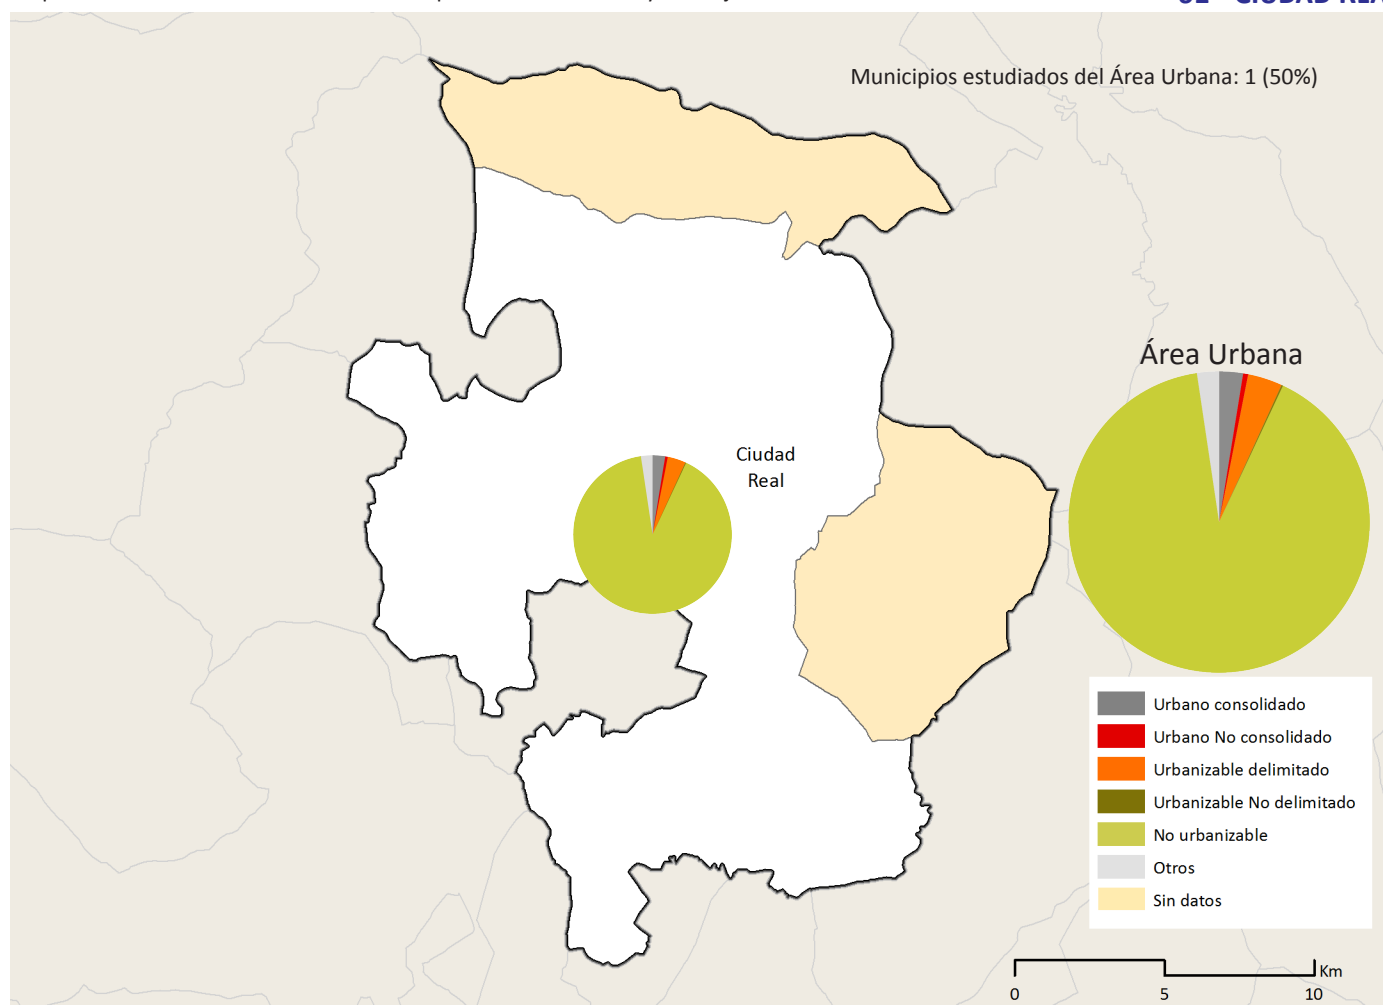 Municipios estudiados del Área Urbana: 1 (50%)
Área Urbana
Ciudad
Real
Urbano consolidado
Urbano No consolidado
Urbanizable delimitado
Urbanizable No delimitado
No urbanizable
Otros
Sin datos
Km
0 5 10